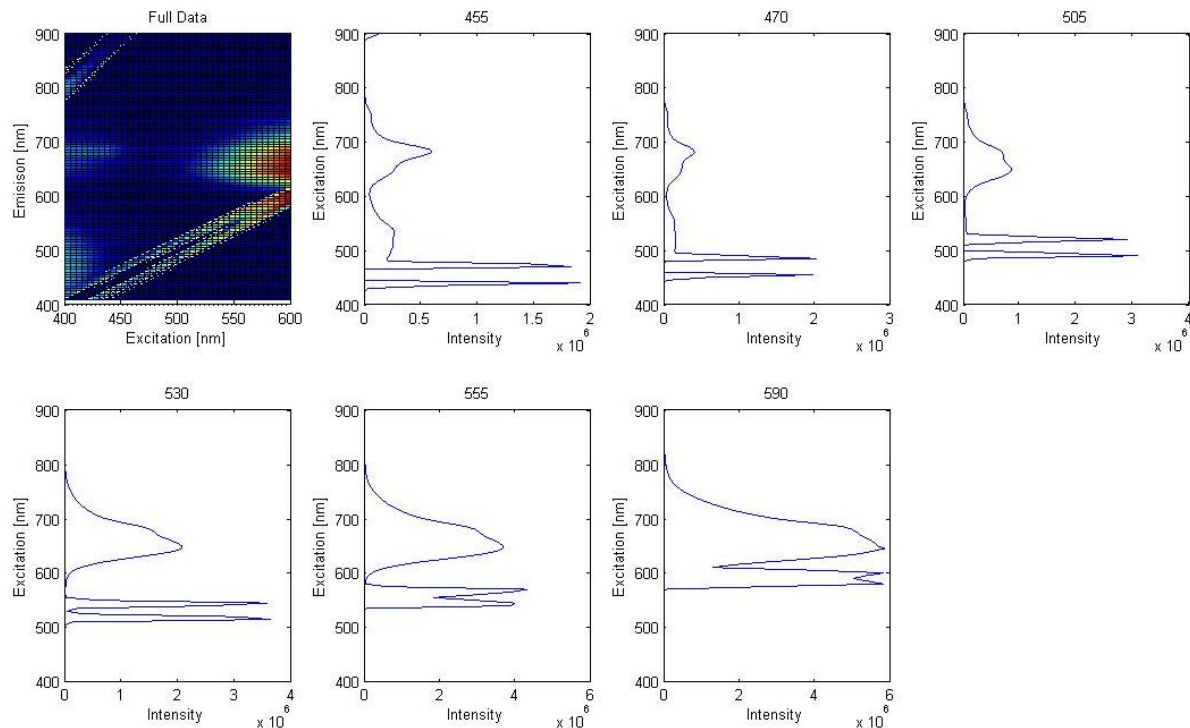 Full Data
900
800
700
600
500
400
400 450 500 550 600
Emisison [nm]
Excitation [nm]
455
900
800
700
600
500
400
0 0.5 1 1.5 2
Excitation [nm]
Intensity
x 10^6
470
900
800
700
600
500
400
0 1 2 3
Excitation [nm]
Intensity
x 10^6
505
900
800
700
600
500
400
0 1 2 3 4
Excitation [nm]
Intensity
x 10^6
530
900
800
700
600
500
400
0 1 2 3 4
Excitation [nm]
Intensity
x 10^6
555
900
800
700
600
500
400
0 2 4 6
Excitation [nm]
Intensity
x 10^6
590
900
800
700
600
500
400
0 2 4 6
Excitation [nm]
Intensity
x 10^6